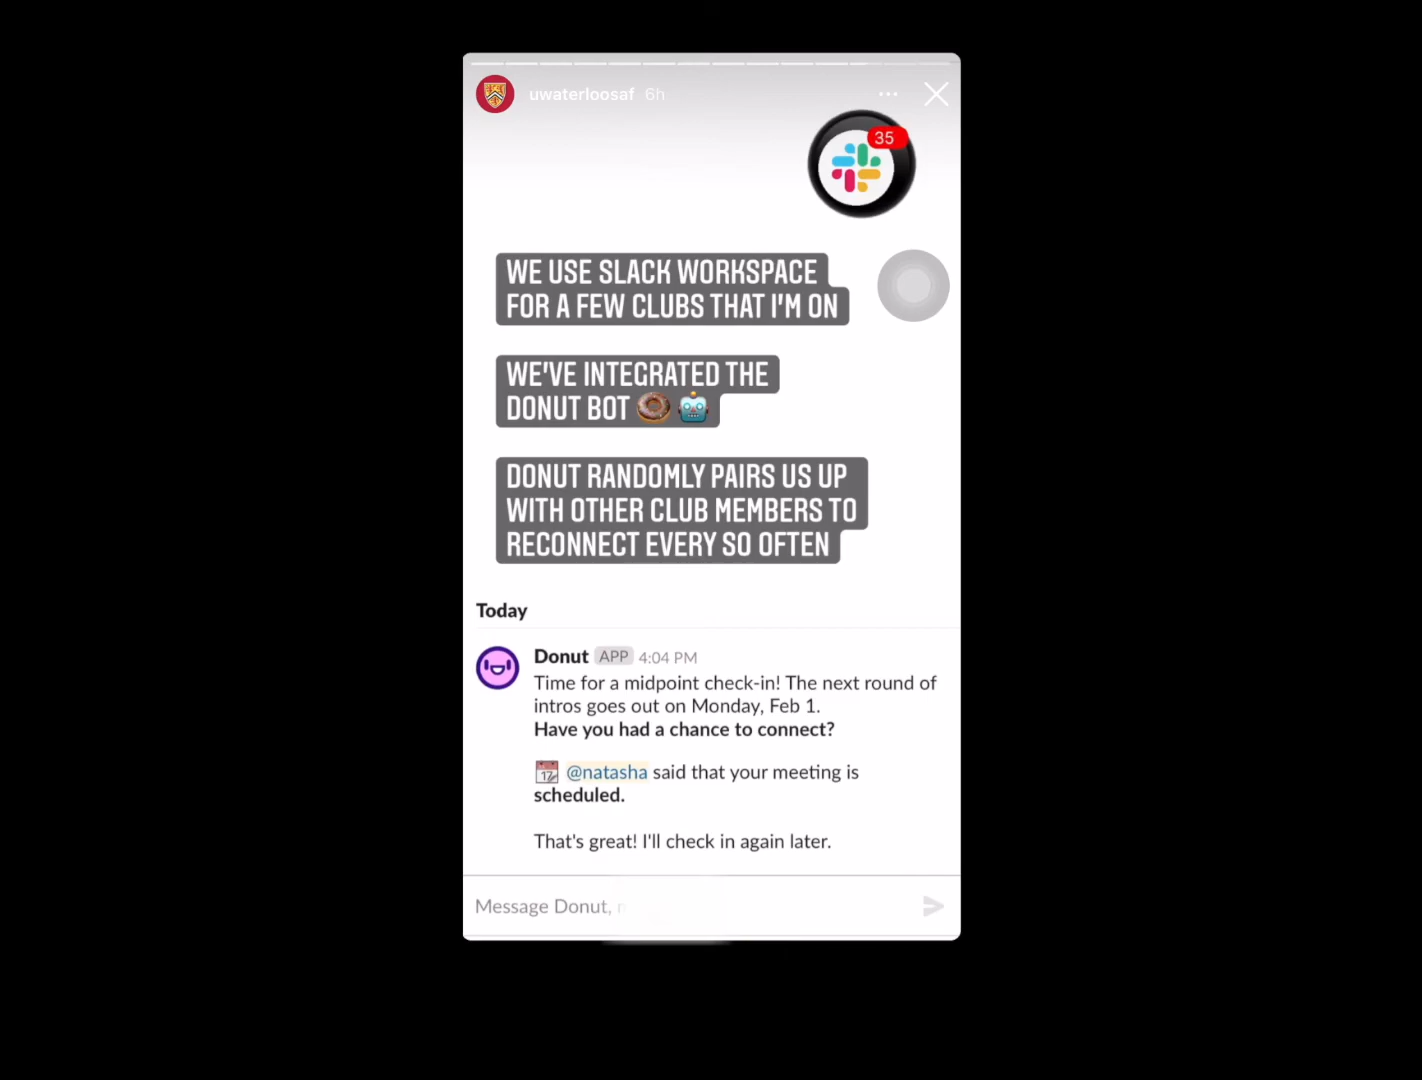 uwaterloosaf 6h
35
WE USE SLACK WORKSPACE
FOR A FEW CLUBS THAT I'M ON
WE'VE INTEGRATED THE
DONUT BOT 🍩 🤖
DONUT RANDOMLY PAIRS US UP
WITH OTHER CLUB MEMBERS TO
RECONNECT EVERY SO OFTEN
Today
Donut APP 4:04 PM
Time for a midpoint check-in! The next round of
intros goes out on Monday, Feb 1.
Have you had a chance to connect?
17 @natasha said that your meeting is
scheduled.
That's great! I'll check in again later.
Message Donut,